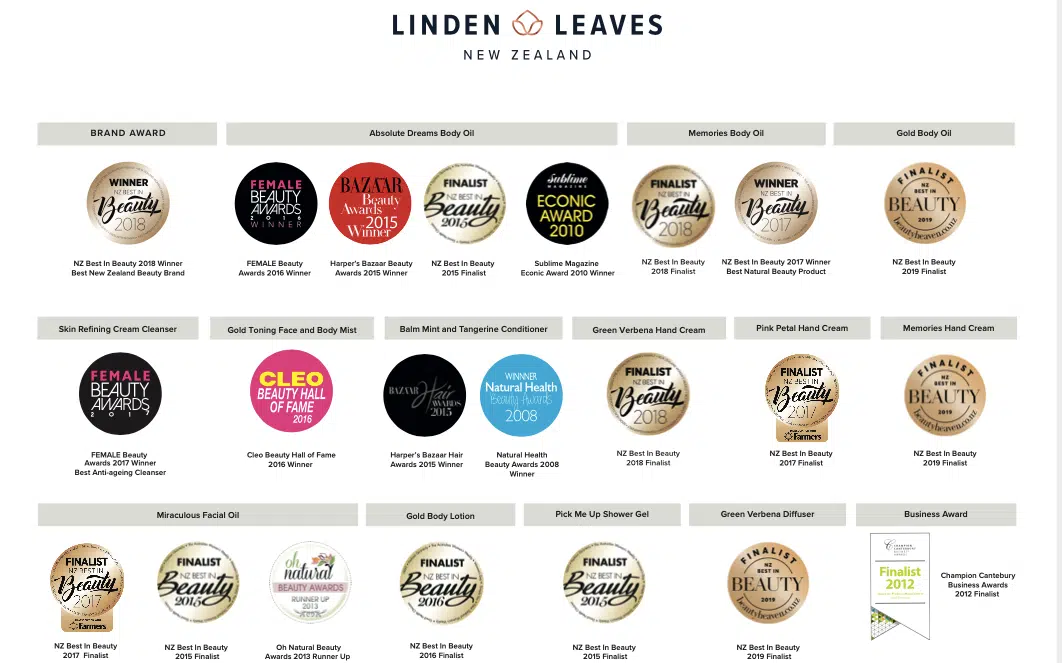 LINDEN LEAVES
NEW ZEALAND
BRAND AWARD
Absolute Dreams Body Oil
Memories Body Oil
Gold Body Oil
WINNER
NZ BEST IN
Beauty
2018
FEMALE
BEAUTY
AWARDS
2016
WINNER
BAZAAR
Beauty
Awards
2015
Winner
FINALIST
NZ BEST IN
Beauty
2015
Sublime
MAGAZINE
ECONIC
AWARD
2010
FINALIST
NZ BEST IN
Beauty
2018
WINNER
NZ BEST IN
Beauty
2017
FINALIST
NZ
BEST IN
BEAUTY
2019
beautyheaven.co.nz
NZ Best In Beauty 2018 Winner
Best New Zealand Beauty Brand
FEMALE Beauty
Awards 2016 Winner
Harper's Bazaar Beauty
Awards 2015 Winner
NZ Best In Beauty
2015 Finalist
Sublime Magazine
Econic Award 2010 Winner
NZ Best In Beauty
2018 Finalist
NZ Best In Beauty 2017 Winner
Best Natural Beauty Product
NZ Best In Beauty
2019 Finalist
Skin Refining Cream Cleanser
Gold Toning Face and Body Mist
Balm Mint and Tangerine Conditioner
Green Verbena Hand Cream
Pink Petal Hand Cream
Memories Hand Cream
FEMALE
BEAUTY
AWARDS
2017
CLEO
BEAUTY HALL
OF FAME
2016
BAZAAR Hair
AWARDS
2015
WINNNER
Natural Health
Beauty Awards
2008
FINALIST
NZ BEST IN
Beauty
2018
FINALIST
NZ BEST IN
Beauty
2017
Farmers
FINALIST
NZ
BEST IN
BEAUTY
2019
beautyheaven.co.nz
FEMALE Beauty
Awards 2017 Winner
Best Anti-ageing Cleanser
Cleo Beauty Hall of Fame
2016 Winner
Harper's Bazaar Hair
Awards 2015 Winner
Natural Health
Beauty Awards 2008
Winner
NZ Best In Beauty
2018 Finalist
NZ Best In Beauty
2017 Finalist
NZ Best In Beauty
2019 Finalist
Miraculous Facial Oil
Gold Body Lotion
Pick Me Up Shower Gel
Green Verbena Diffuser
Business Award
FINALIST
NZ BEST IN
Beauty
2017
Farmers
FINALIST
NZ BEST IN
Beauty
2015
oh
natural
BEAUTY AWARDS
RUNNER UP
2013
FINALIST
NZ BEST IN
Beauty
2016
FINALIST
NZ BEST IN
Beauty
2015
FINALIST
NZ
BEST IN
BEAUTY
2019
beautyheaven.co.nz
CHAMPION
CANTERBURY
Finalist
2012
Champion Cantebury
Business Awards
2012 Finalist
NZ Best In Beauty
2017 Finalist
NZ Best In Beauty
2015 Finalist
Oh Natural Beauty
Awards 2013 Runner Up
NZ Best In Beauty
2016 Finalist
NZ Best In Beauty
2015 Finalist
NZ Best In Beauty
2019 Finalist